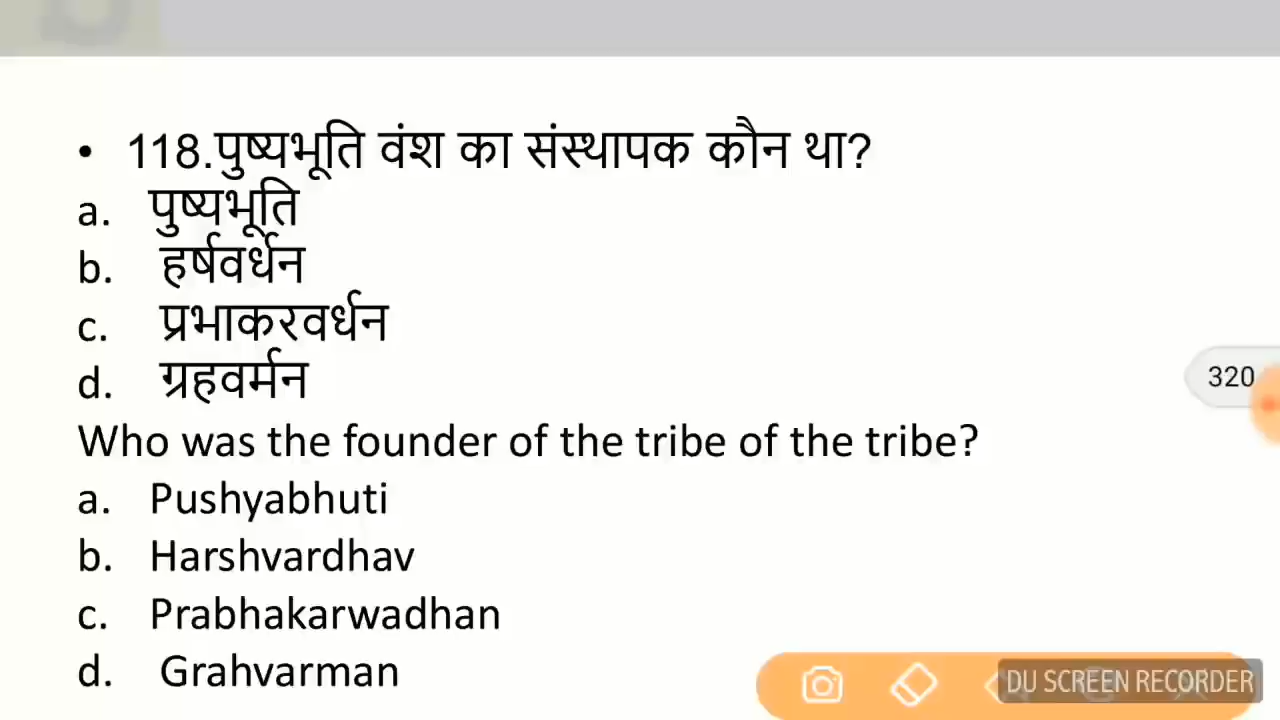 • 118.पुष्यभूति वंश का संस्थापक कौन था?
a. पुष्यभूति
b. हर्षवर्धन
c. प्रभाकरवर्धन
d. ग्रहवर्मन
320
Who was the founder of the tribe of the tribe?
a. Pushyabhuti
b. Harshvardhav
c. Prabhakarwadhan
d. Grahvarman
DU SCREEN RECORDER